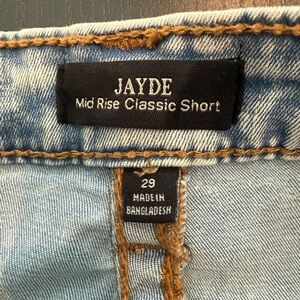 JAYDE
Mid Rise Classic Short
29
MADE IN
BANGLADESH